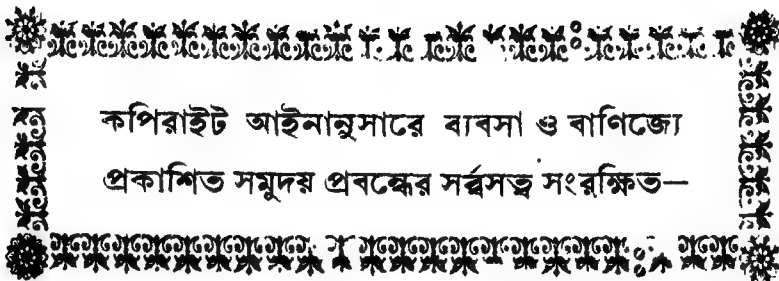 কপিরাইট আইনানুসারে ব্যবসা ও বাণিজ্যে
প্রকাশিত সমুদয় প্রবন্ধের সর্ব্বসত্ব সংরক্ষিত—